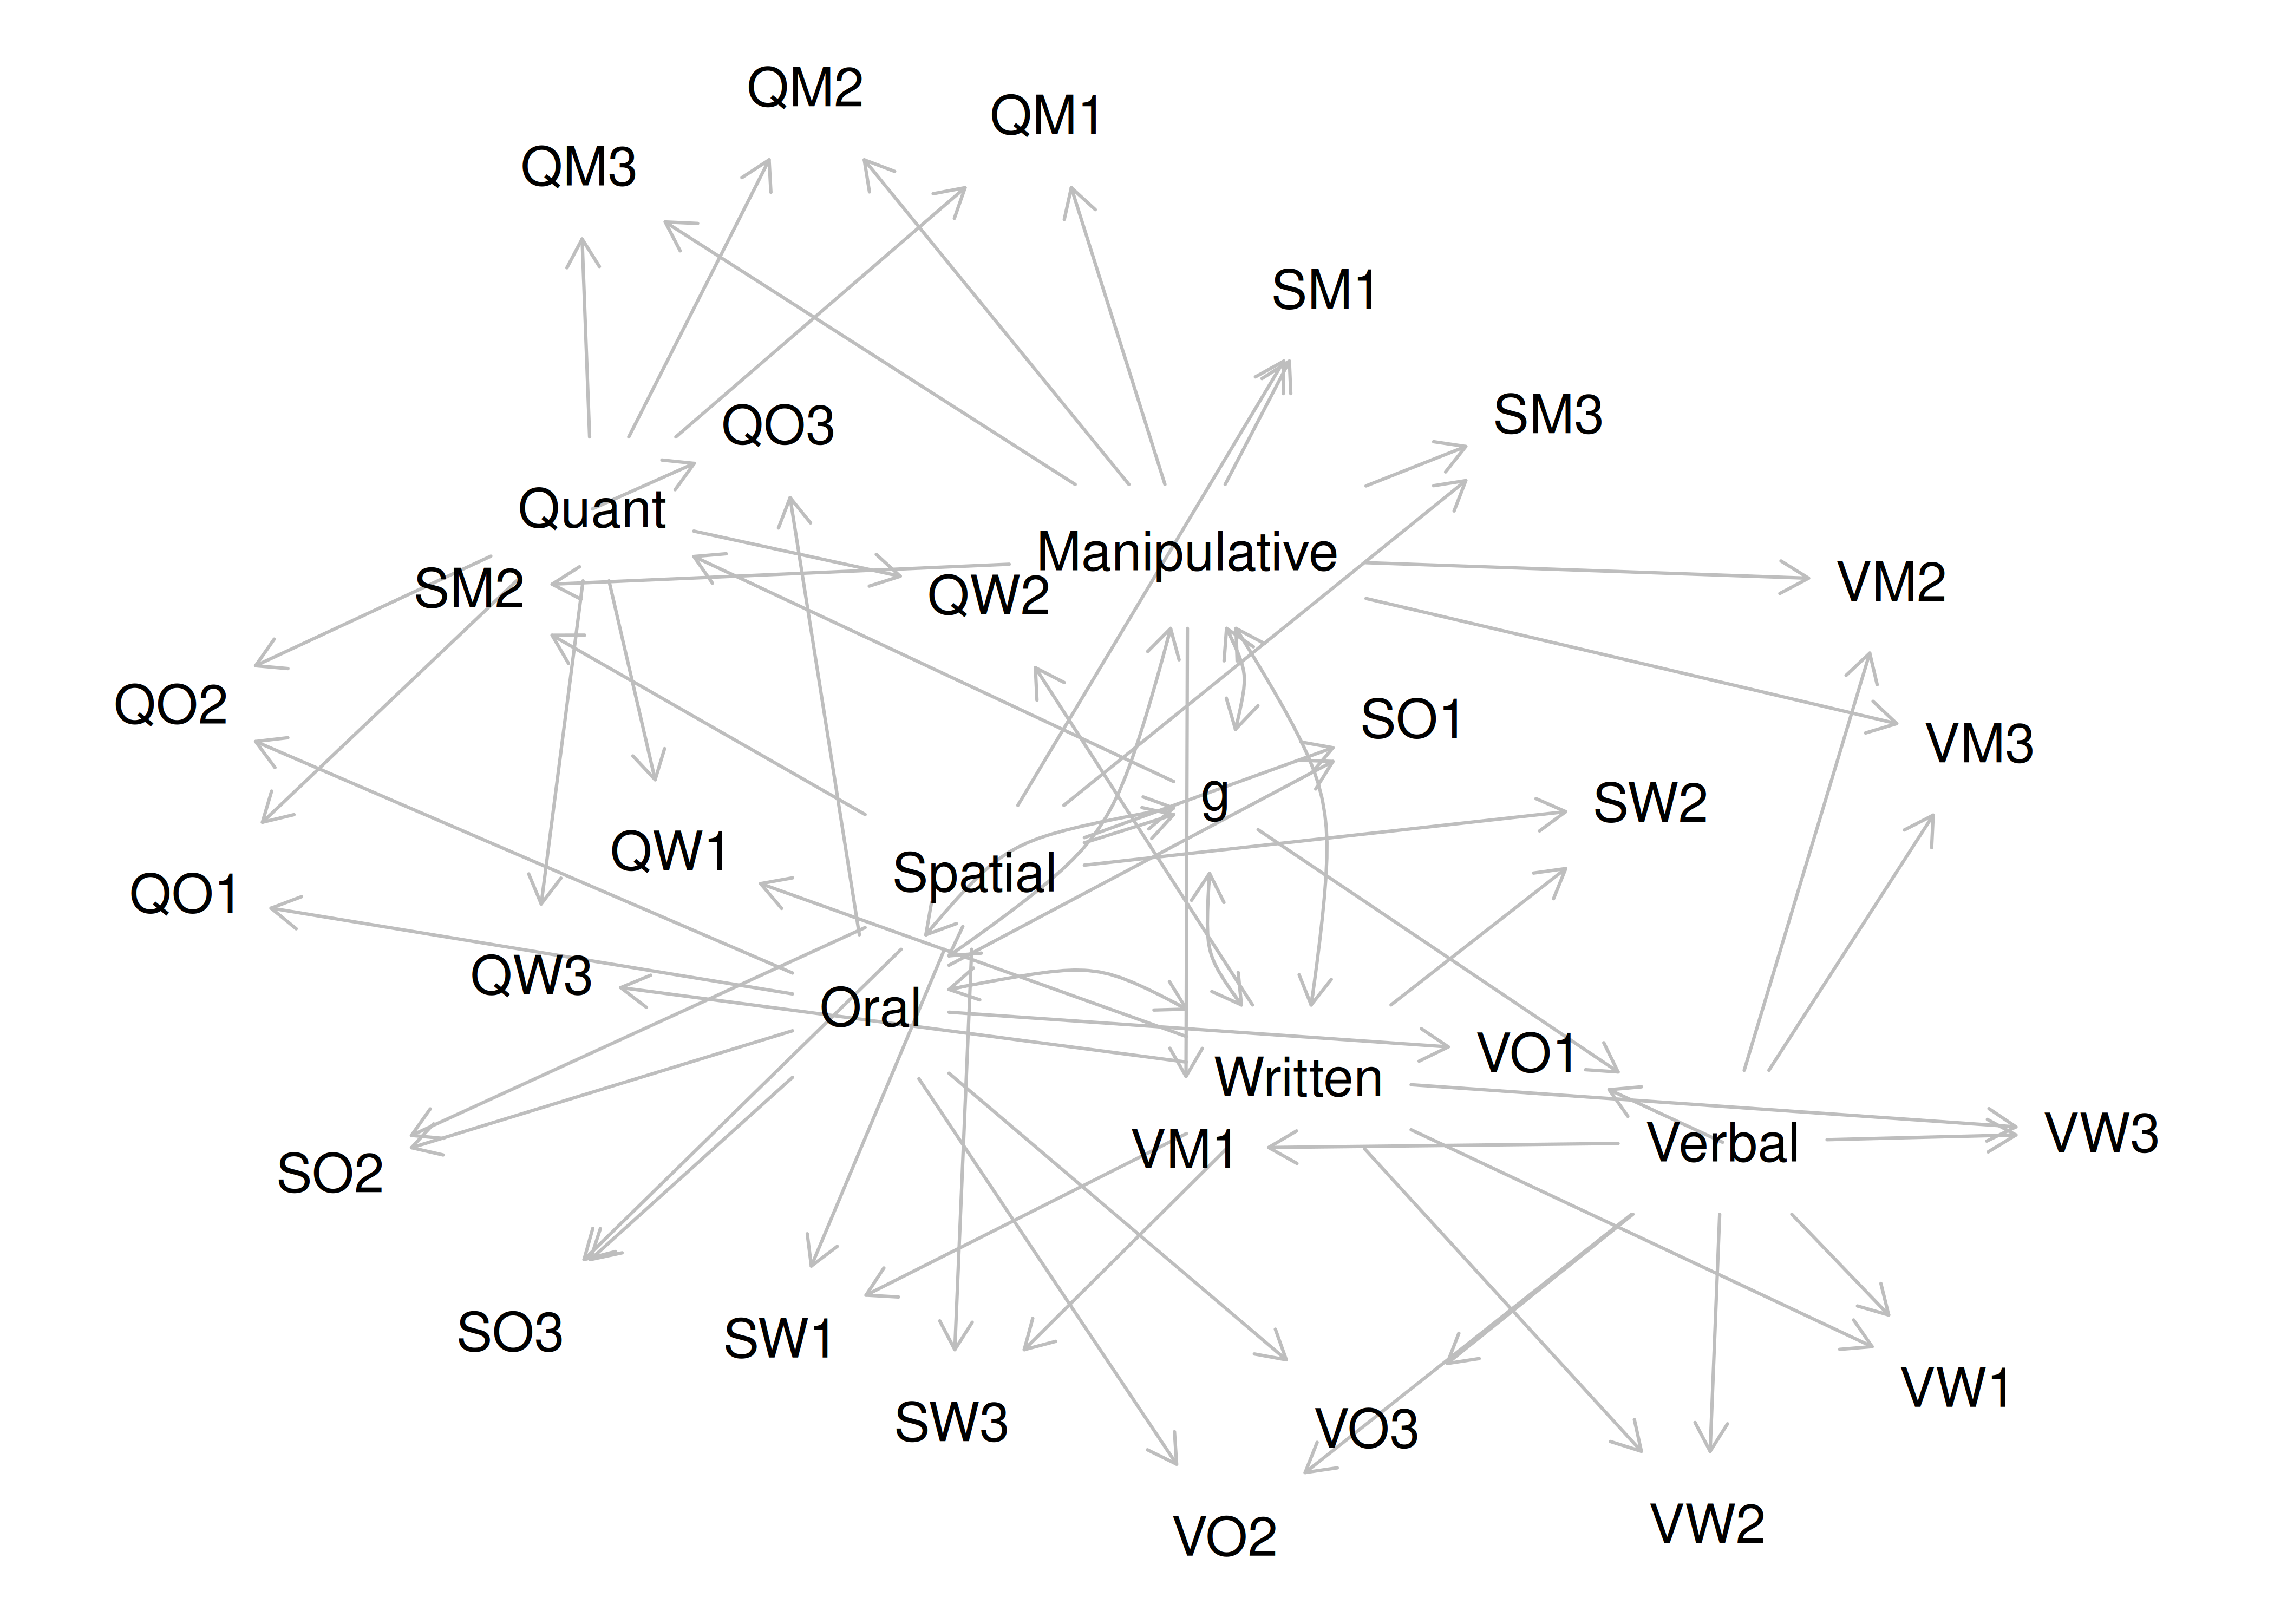 QM2
QM1
QM3
SM1
SM3
QO3
Quant
Manipulative
VM2
SM2
QW2
QO2
SO1
VM3
g
SW2
QW1
Spatial
QO1
QW3
Oral
VO1
Written
VW3
VM1
Verbal
SO2
SO3
SW1
VW1
SW3
VO3
VW2
VO2